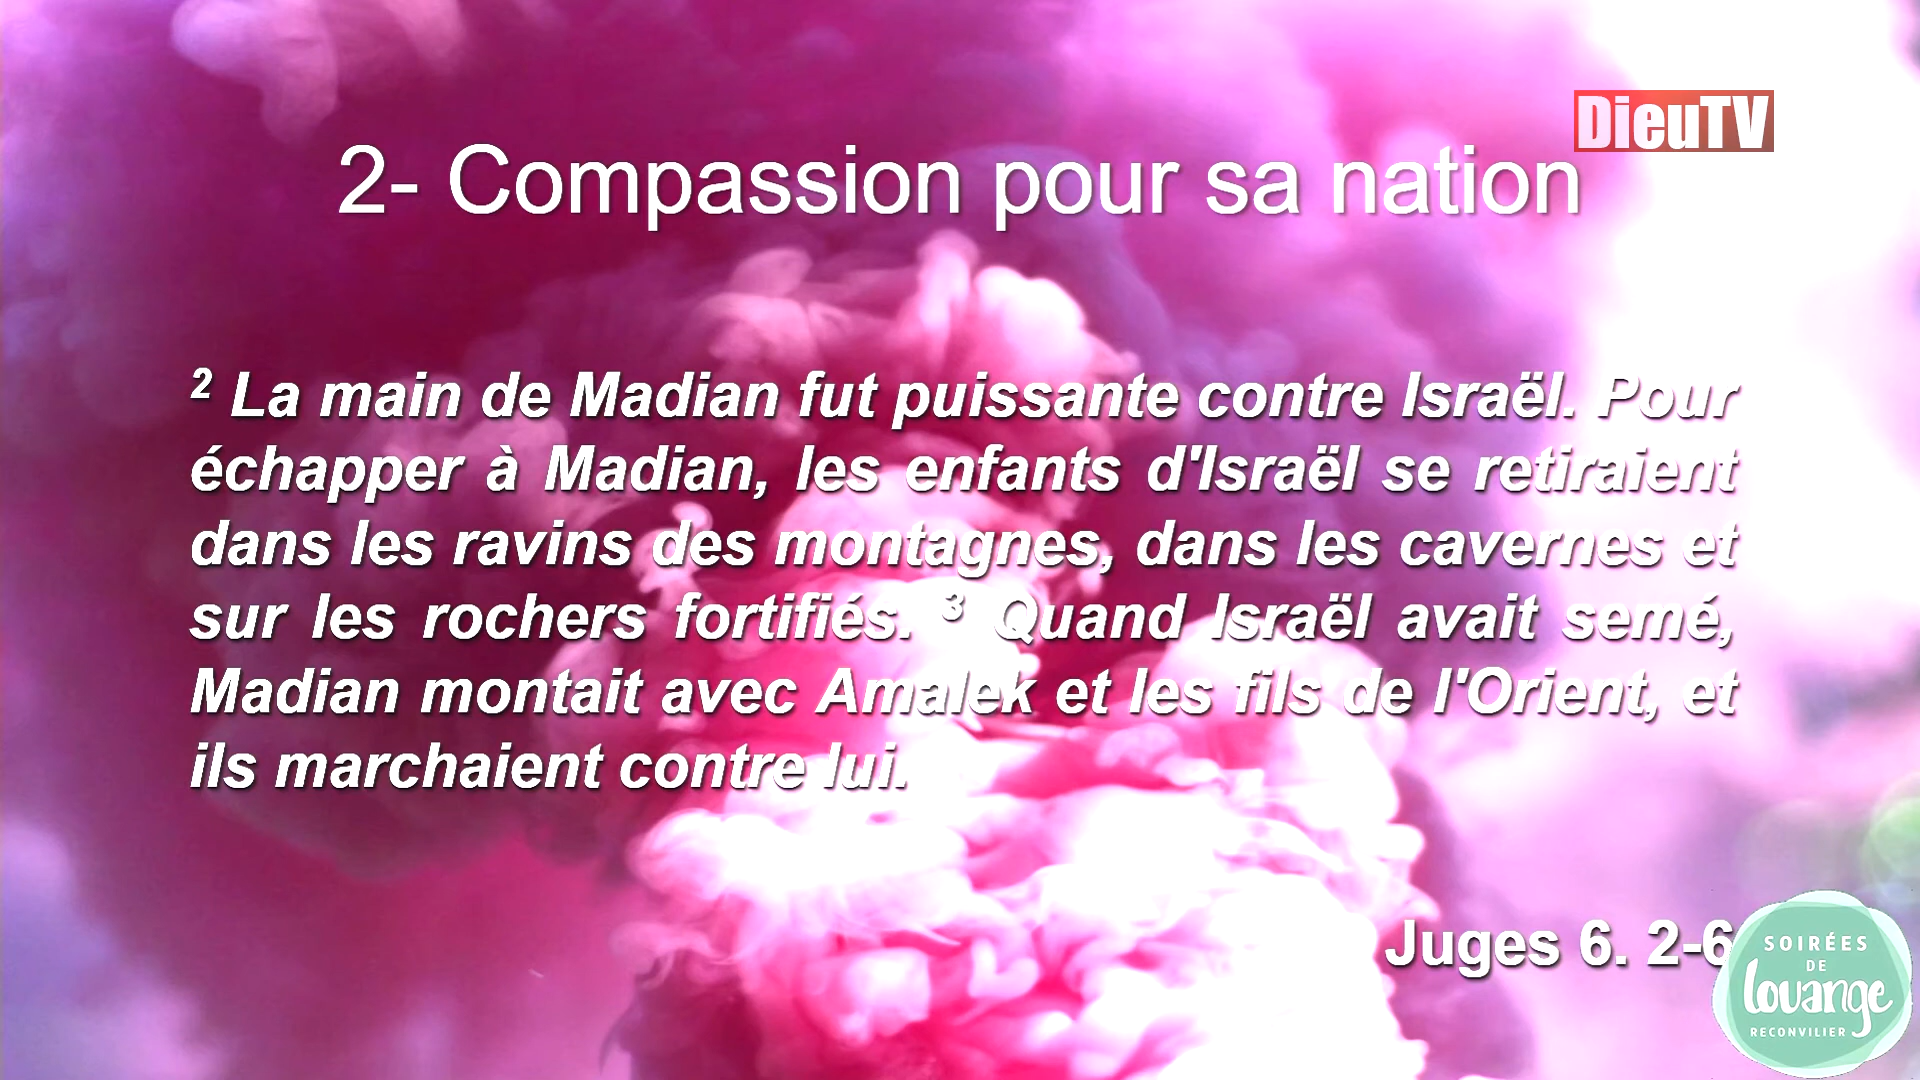 DieuTV
2- Compassion pour sa nation
² La main de Madian fut puissante contre Israël. Pour
échapper à Madian, les enfants d'Israël se retiraient
dans les ravins des montagnes, dans les cavernes et
sur les rochers fortifiés. ³ Quand Israël avait semé,
Madian montait avec Amalek et les fils de l'Orient, et
ils marchaient contre lui.
Juges 6. 2-6
SOIRÉES
DE
louange
RECONVILIER